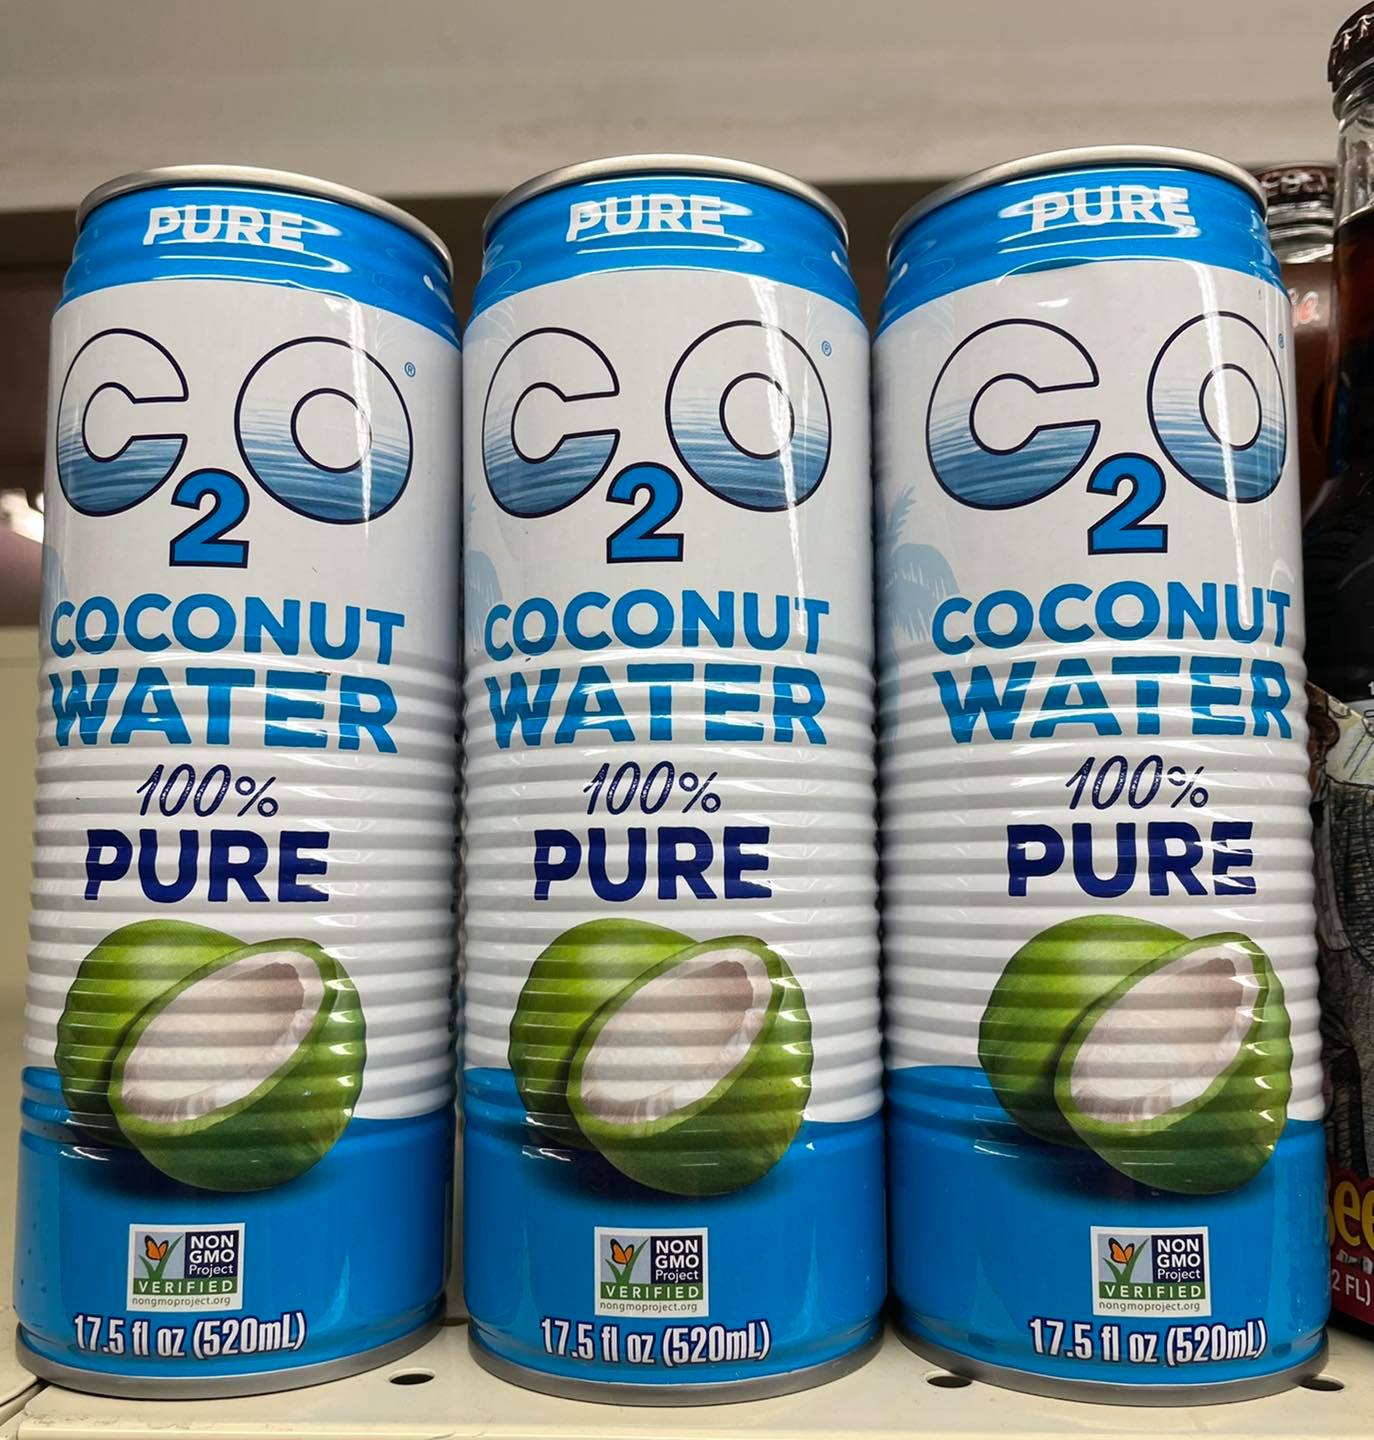 PURE
C2O®
COCONUT
WATER
100%
PURE
NON
GMO
Project
VERIFIED
nongmoproject.org
17.5 fl oz (520mL)
PURE
C2O®
COCONUT
WATER
100%
PURE
NON
GMO
Project
VERIFIED
nongmoproject.org
17.5 fl oz (520mL)
PURE
C2O®
COCONUT
WATER
100%
PURE
NON
GMO
Project
VERIFIED
nongmoproject.org
17.5 fl oz (520mL)
2 FL)